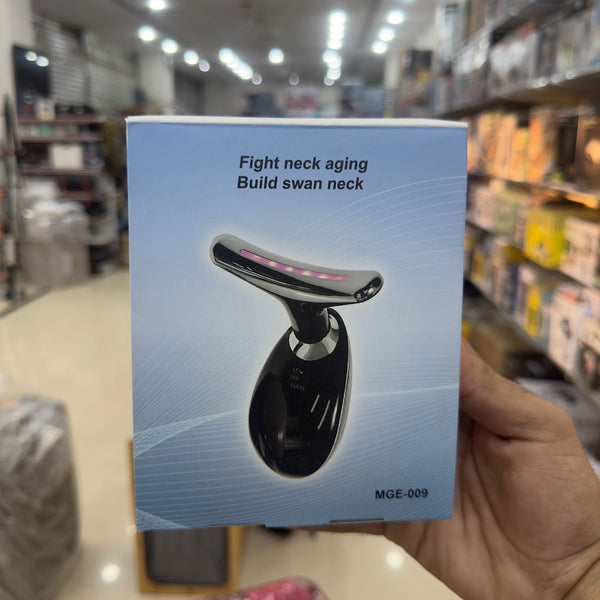 Fight neck aging
Build swan neck
MGE-009